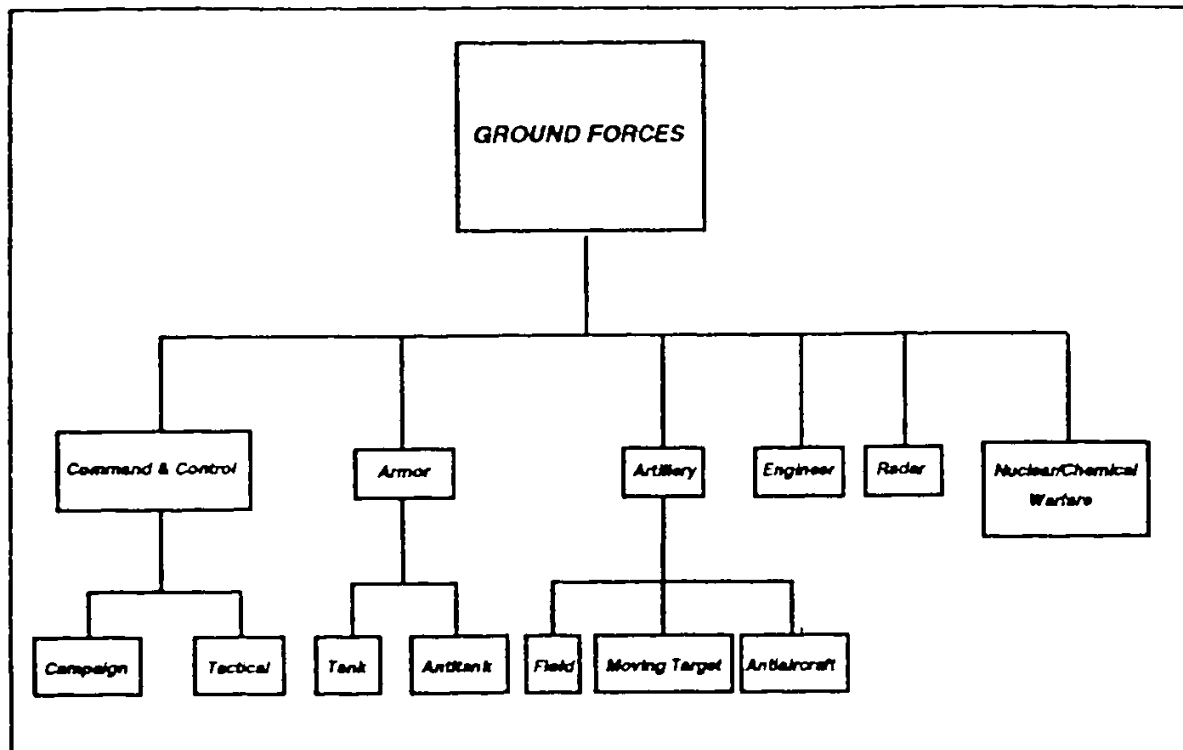 GROUND FORCES
Command & Control
Armor
Artillery
Engineer
Radar
Nuclear/Chemical
Warfare
Campaign
Tactical
Tank
Antitank
Field
Moving Target
Antiaircraft